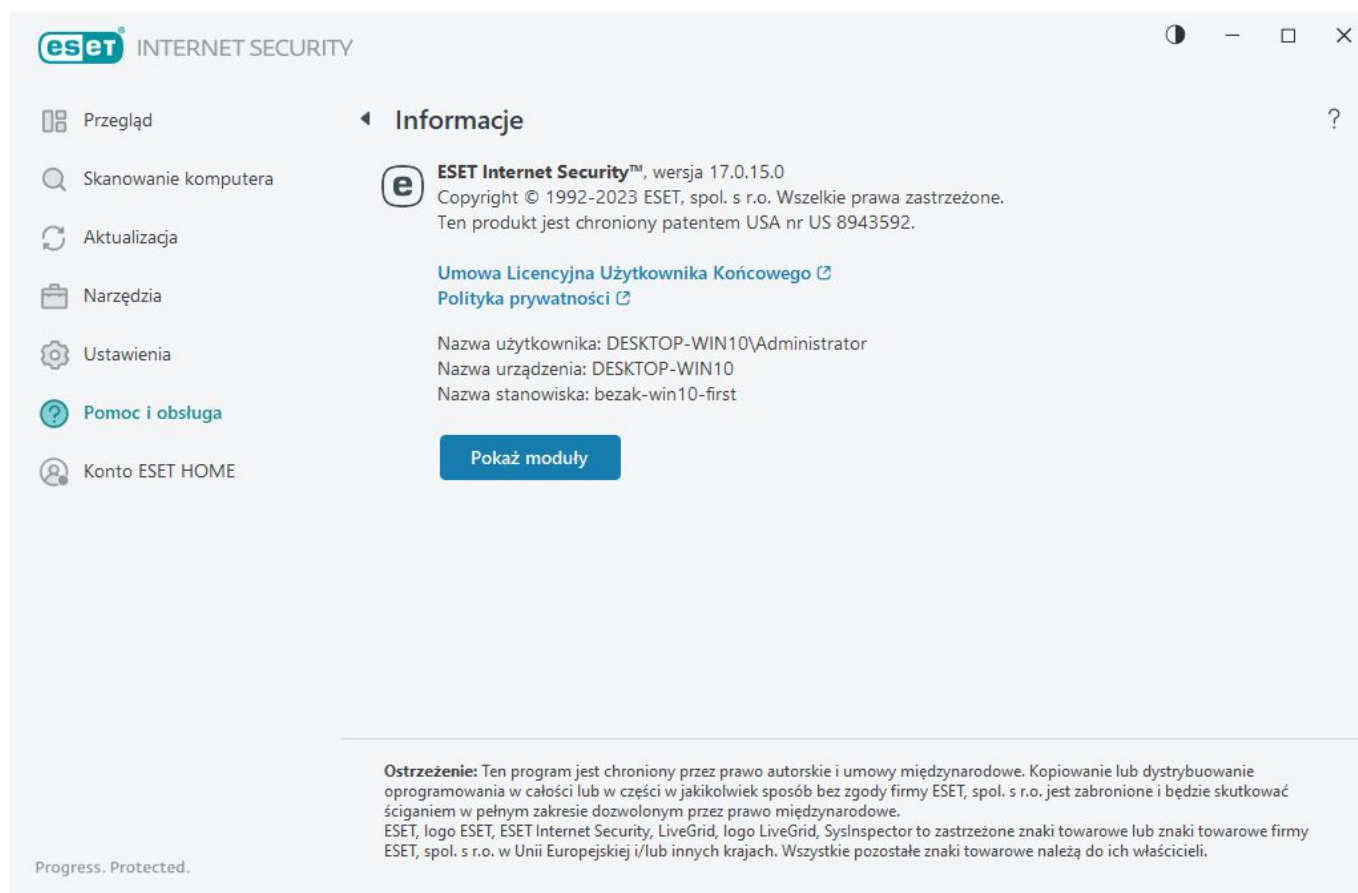 eset® INTERNET SECURITY
Przegląd
Skanowanie komputera
Aktualizacja
Narzędzia
Ustawienia
Pomoc i obsługa
Konto ESET HOME
Progress. Protected.
Informacje
?
e
ESET Internet Security™, wersja 17.0.15.0
Copyright © 1992-2023 ESET, spol. s r.o. Wszelkie prawa zastrzeżone.
Ten produkt jest chroniony patentem USA nr US 8943592.
Umowa Licencyjna Użytkownika Końcowego
Polityka prywatności
Nazwa użytkownika: DESKTOP-WIN10\Administrator
Nazwa urządzenia: DESKTOP-WIN10
Nazwa stanowiska: bezak-win10-first
Pokaż moduły
Ostrzeżenie: Ten program jest chroniony przez prawo autorskie i umowy międzynarodowe. Kopiowanie lub dystrybuowanie
oprogramowania w całości lub w części w jakikolwiek sposób bez zgody firmy ESET, spol. s r.o. jest zabronione i będzie skutkować
ściganiem w pełnym zakresie dozwolonym przez prawo międzynarodowe.
ESET, logo ESET, ESET Internet Security, LiveGrid, logo LiveGrid, SysInspector to zastrzeżone znaki towarowe lub znaki towarowe firmy
ESET, spol. s r.o. w Unii Europejskiej i/lub innych krajach. Wszystkie pozostałe znaki towarowe należą do ich właścicieli.